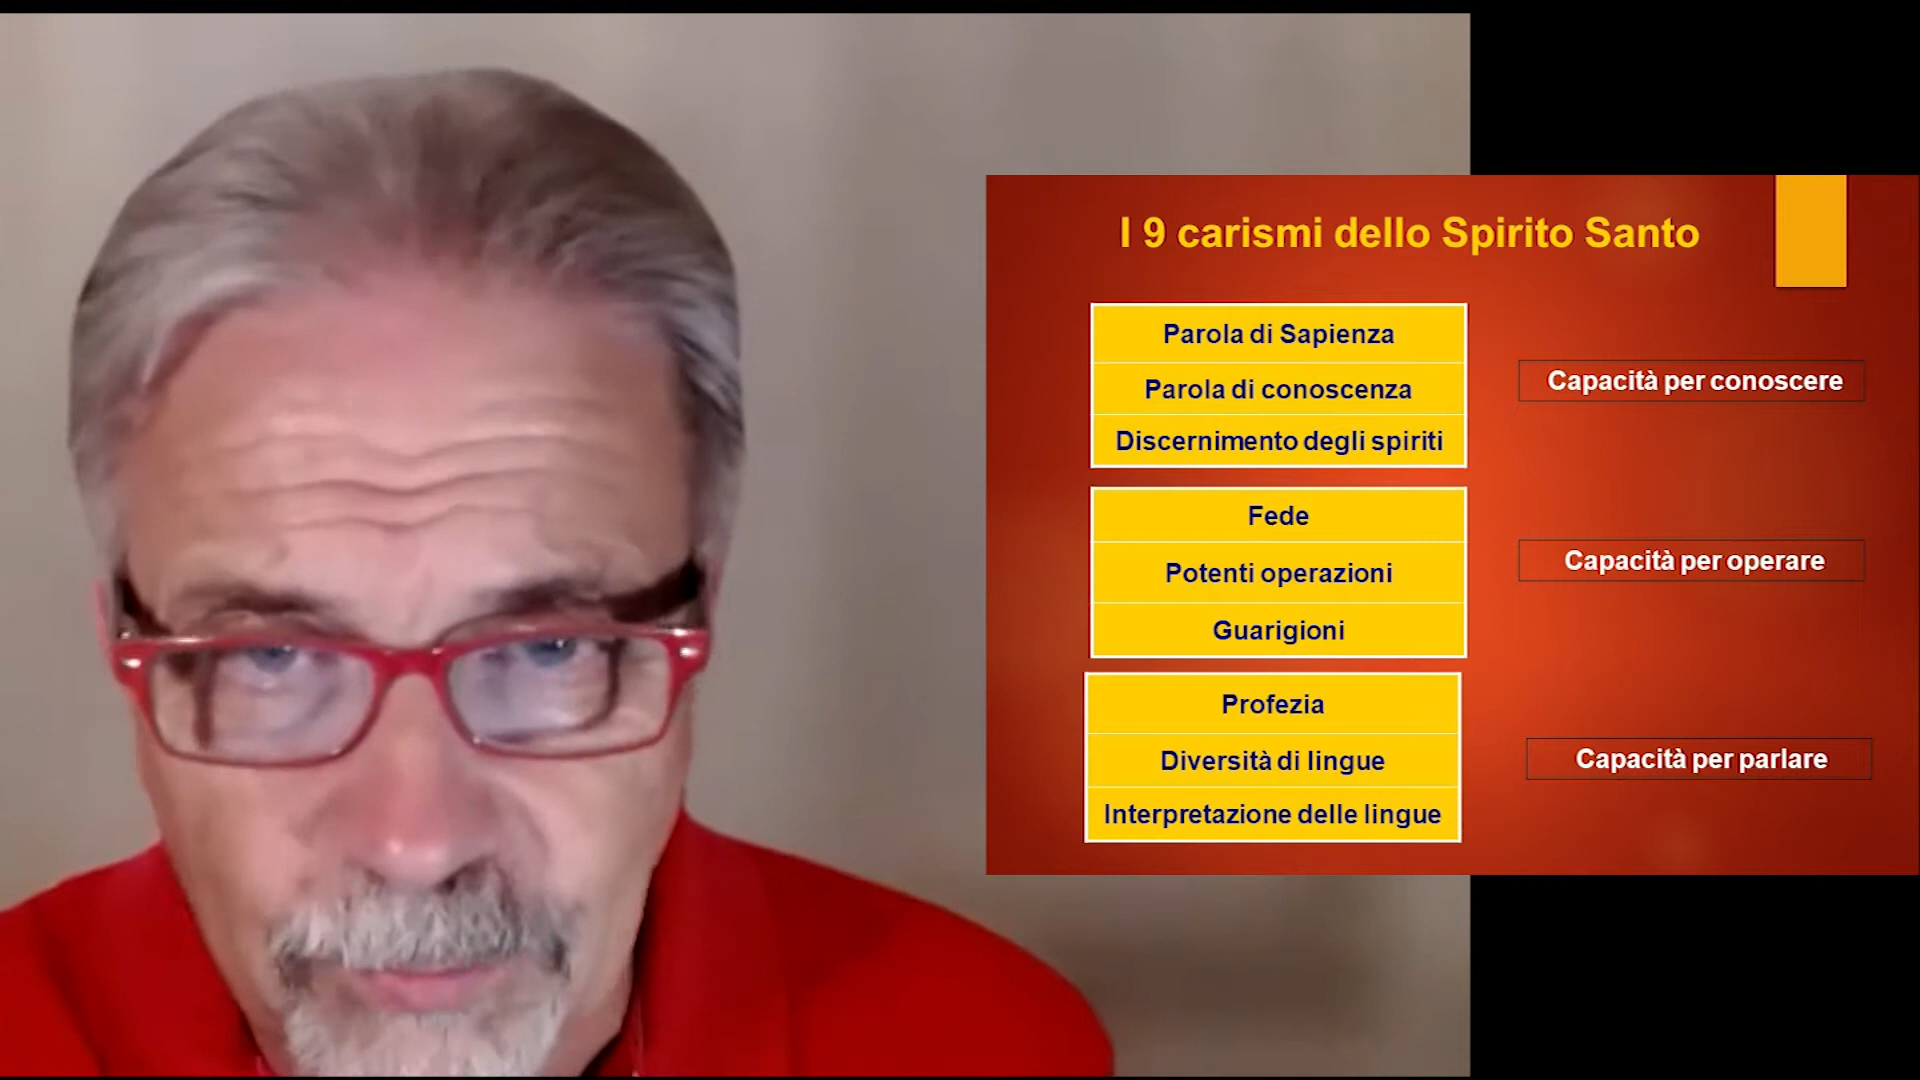 I 9 carismi dello Spirito Santo
Parola di Sapienza
Parola di conoscenza
Discernimento degli spiriti
Capacità per conoscere
Fede
Potenti operazioni
Guarigioni
Capacità per operare
Profezia
Diversità di lingue
Interpretazione delle lingue
Capacità per parlare